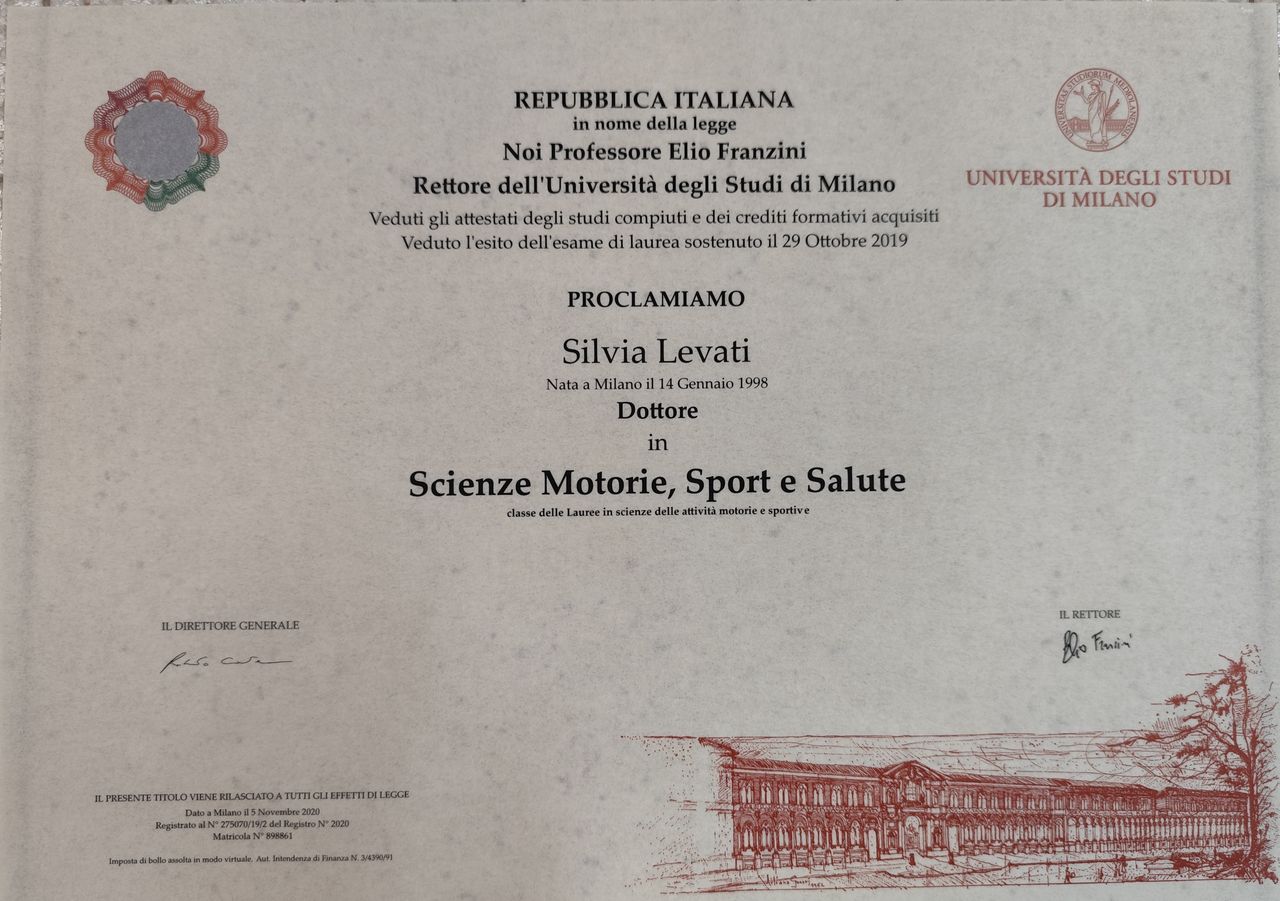 REPUBBLICA ITALIANA
in nome della legge
Noi Professore Elio Franzini
Rettore dell'Università degli Studi di Milano
Veduti gli attestati degli studi compiuti e dei crediti formativi acquisiti
Veduto l'esito dell'esame di laurea sostenuto il 29 Ottobre 2019
UNIVERSITAS STUDIORUM MEDIOLANENSIS
UNIVERSITÀ DEGLI STUDI
DI MILANO
PROCLAMIAMO
Silvia Levati
Nata a Milano il 14 Gennaio 1998
Dottore
in
Scienze Motorie, Sport e Salute
classe delle Lauree in scienze delle attività motorie e sportive
IL DIRETTORE GENERALE
IL RETTORE
Elio Franzini
IL PRESENTE TITOLO VIENE RILASCIATO A TUTTI GLI EFFETTI DI LEGGE
Dato a Milano il 5 Novembre 2020
Registrato al N° 275070/19/2 del Registro N° 2020
Matricola N° 898861
Imposta di bollo assolta in modo virtuale. Aut. Intendenza di Finanza N. 3/4390/91